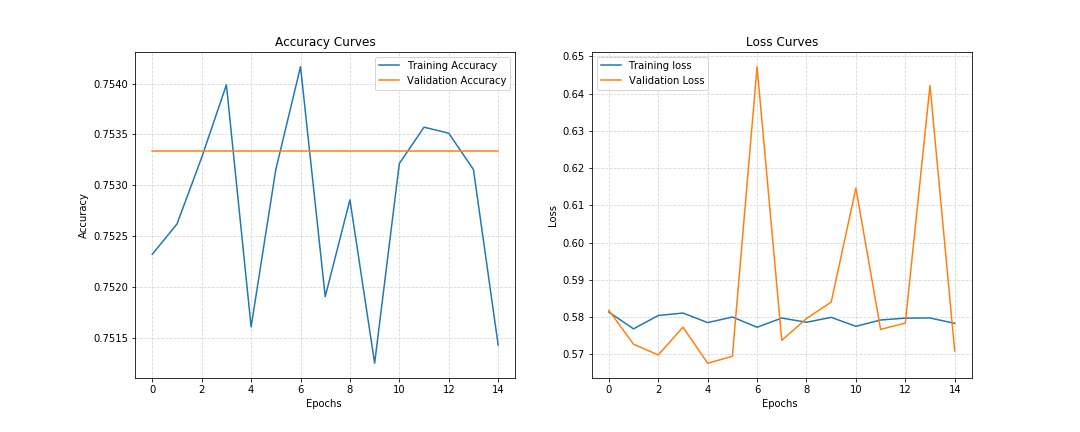 Accuracy Curves
Training Accuracy
Validation Accuracy
0.7540
0.7535
0.7530
0.7525
0.7520
0.7515
Accuracy
0 2 4 6 8 10 12 14
Epochs
Loss Curves
Training loss
Validation Loss
0.65
0.64
0.63
0.62
0.61
0.60
0.59
0.58
0.57
Loss
0 2 4 6 8 10 12 14
Epochs